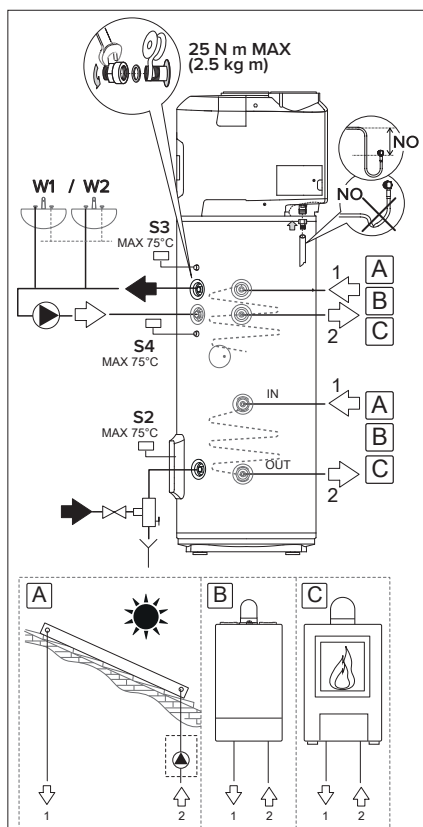 25 N m MAX
(2.5 kg m)
NO
NO
W1 / W2
S3
MAX 75°C
S4
MAX 75°C
1
A
B
2
C
IN
1
A
B
S2
MAX 75°C
OUT
2
C
A
B
C
1
2
1
2
1
2